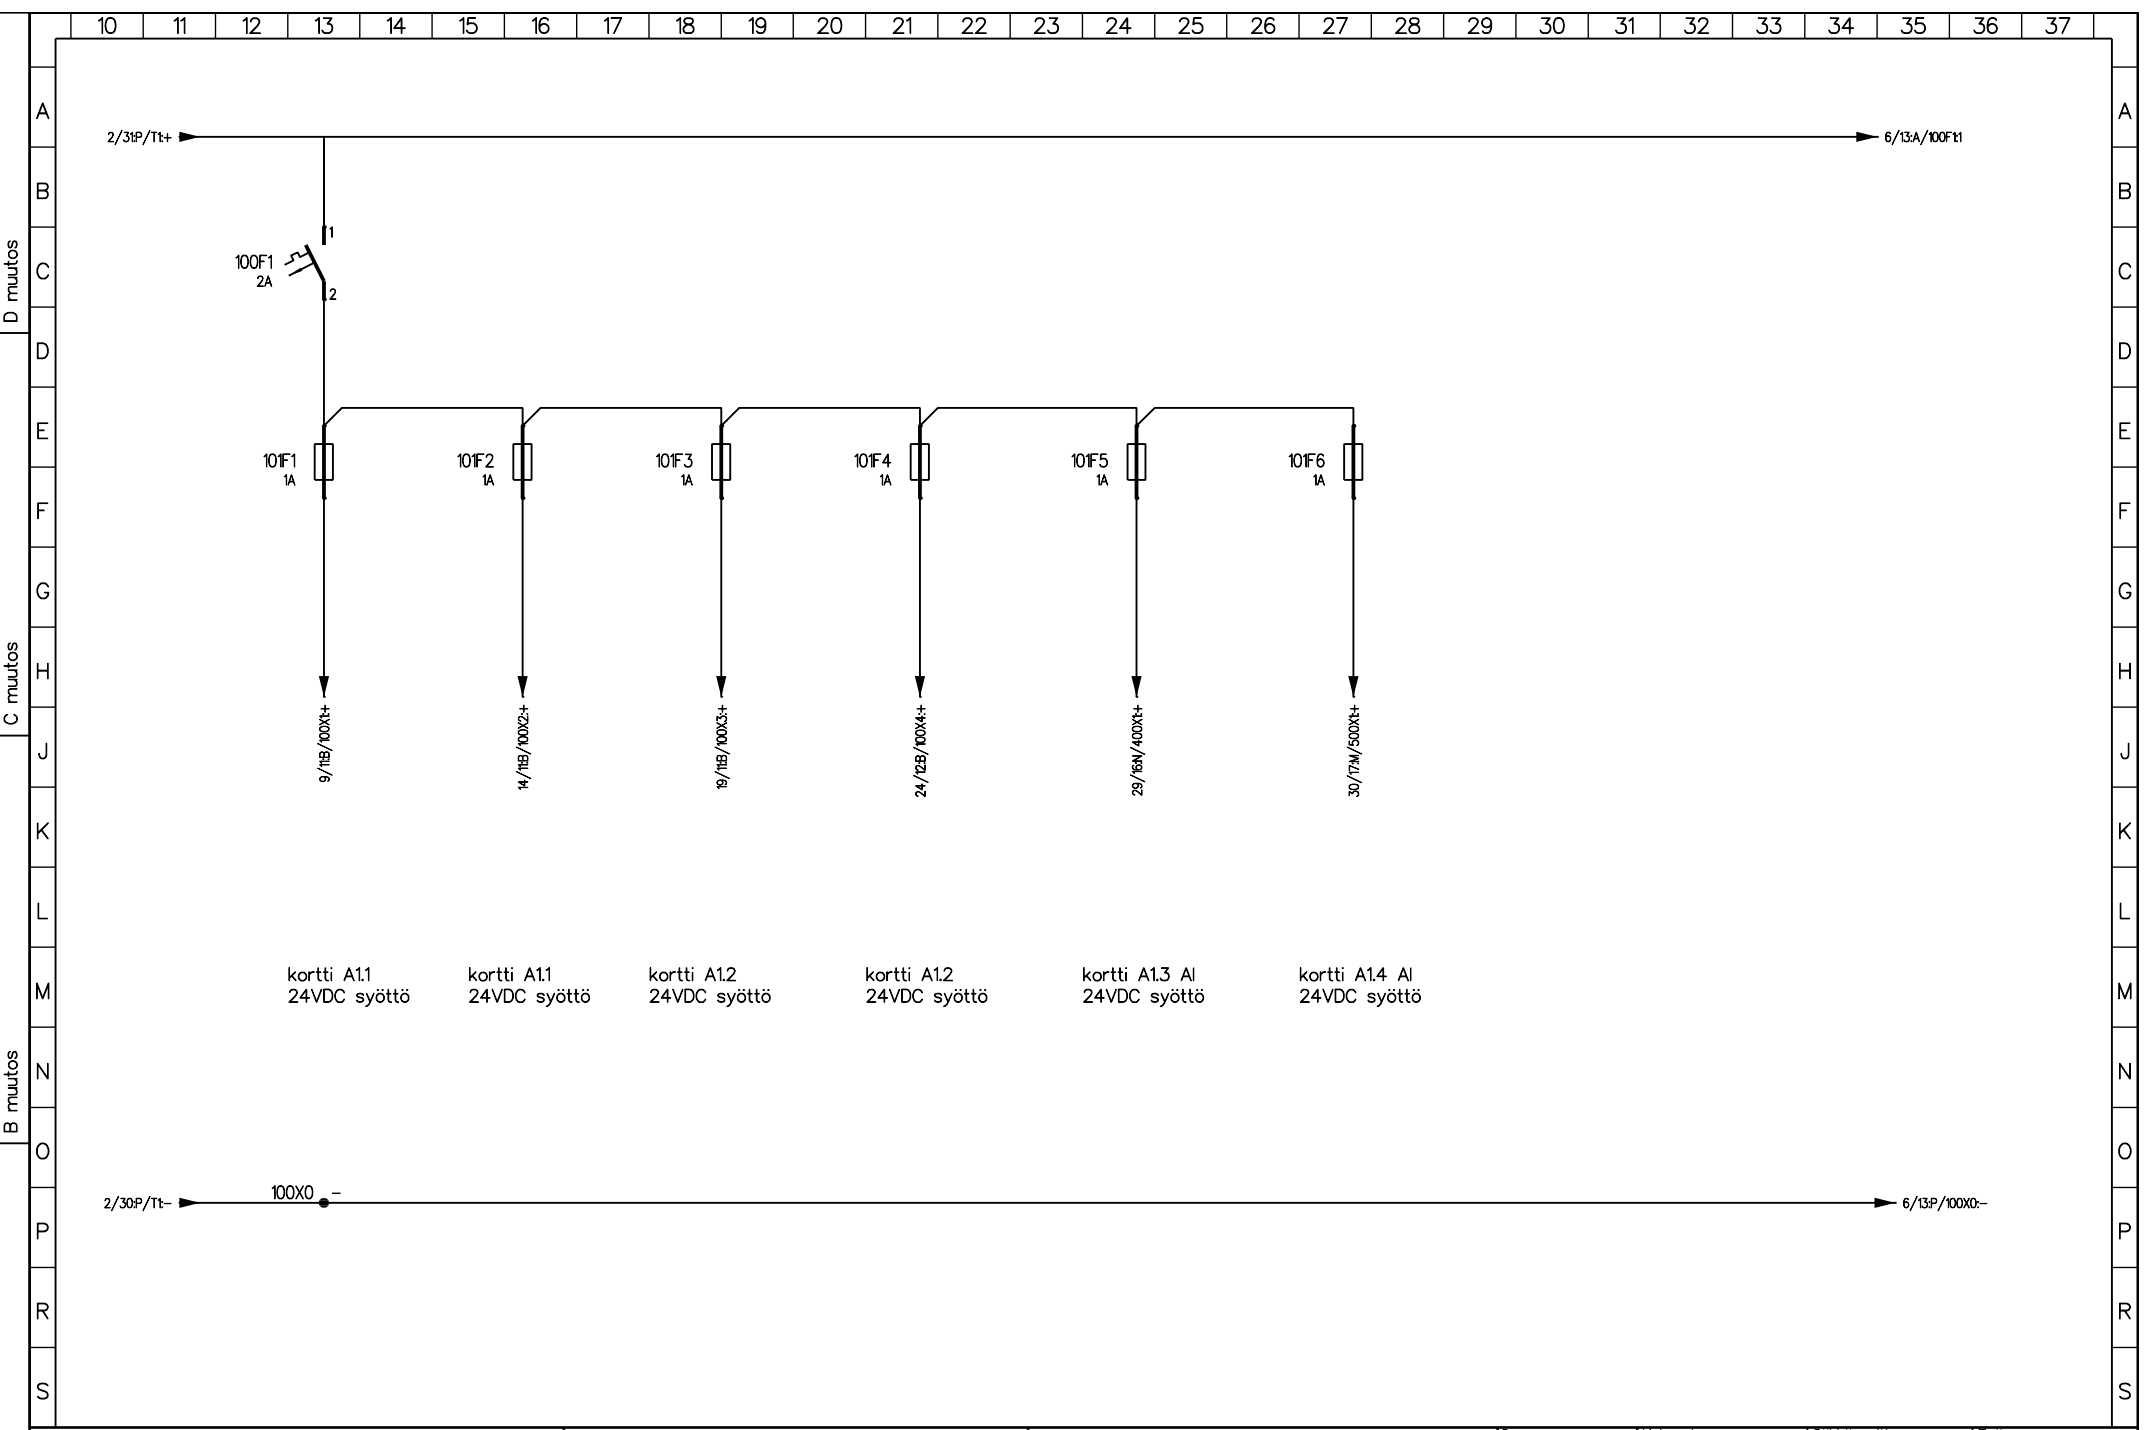 10 11 12 13 14 15 16 17 18 19 20 21 22 23 24 25 26 27 28 29 30 31 32 33 34 35 36 37
A A
2/31:P/T1:+ 6/13:A/100F1:1
B B
1
D muutos
100F1
C C
2A
2
D D
E E
101F1 101F2 101F3 101F4 101F5 101F6
1A 1A 1A 1A 1A 1A
F F
G G
C muutos
H H
9/11:B/100X1:+
14/11:B/100X2:+
19/11:B/100X3:+
24/12:B/100X4:+
29/16:N/400X1:+
30/17:M/500X1:+
J J
K K
L L
kortti A1.1 kortti A1.1 kortti A1.2 kortti A1.2 kortti A1.3 AI kortti A1.4 AI
24VDC syöttö 24VDC syöttö 24VDC syöttö 24VDC syöttö 24VDC syöttö 24VDC syöttö
M M
B muutos
N N
O O
100X0 -
2/30:P/T1:- 6/13:P/100X0:-
P P
R R
S S